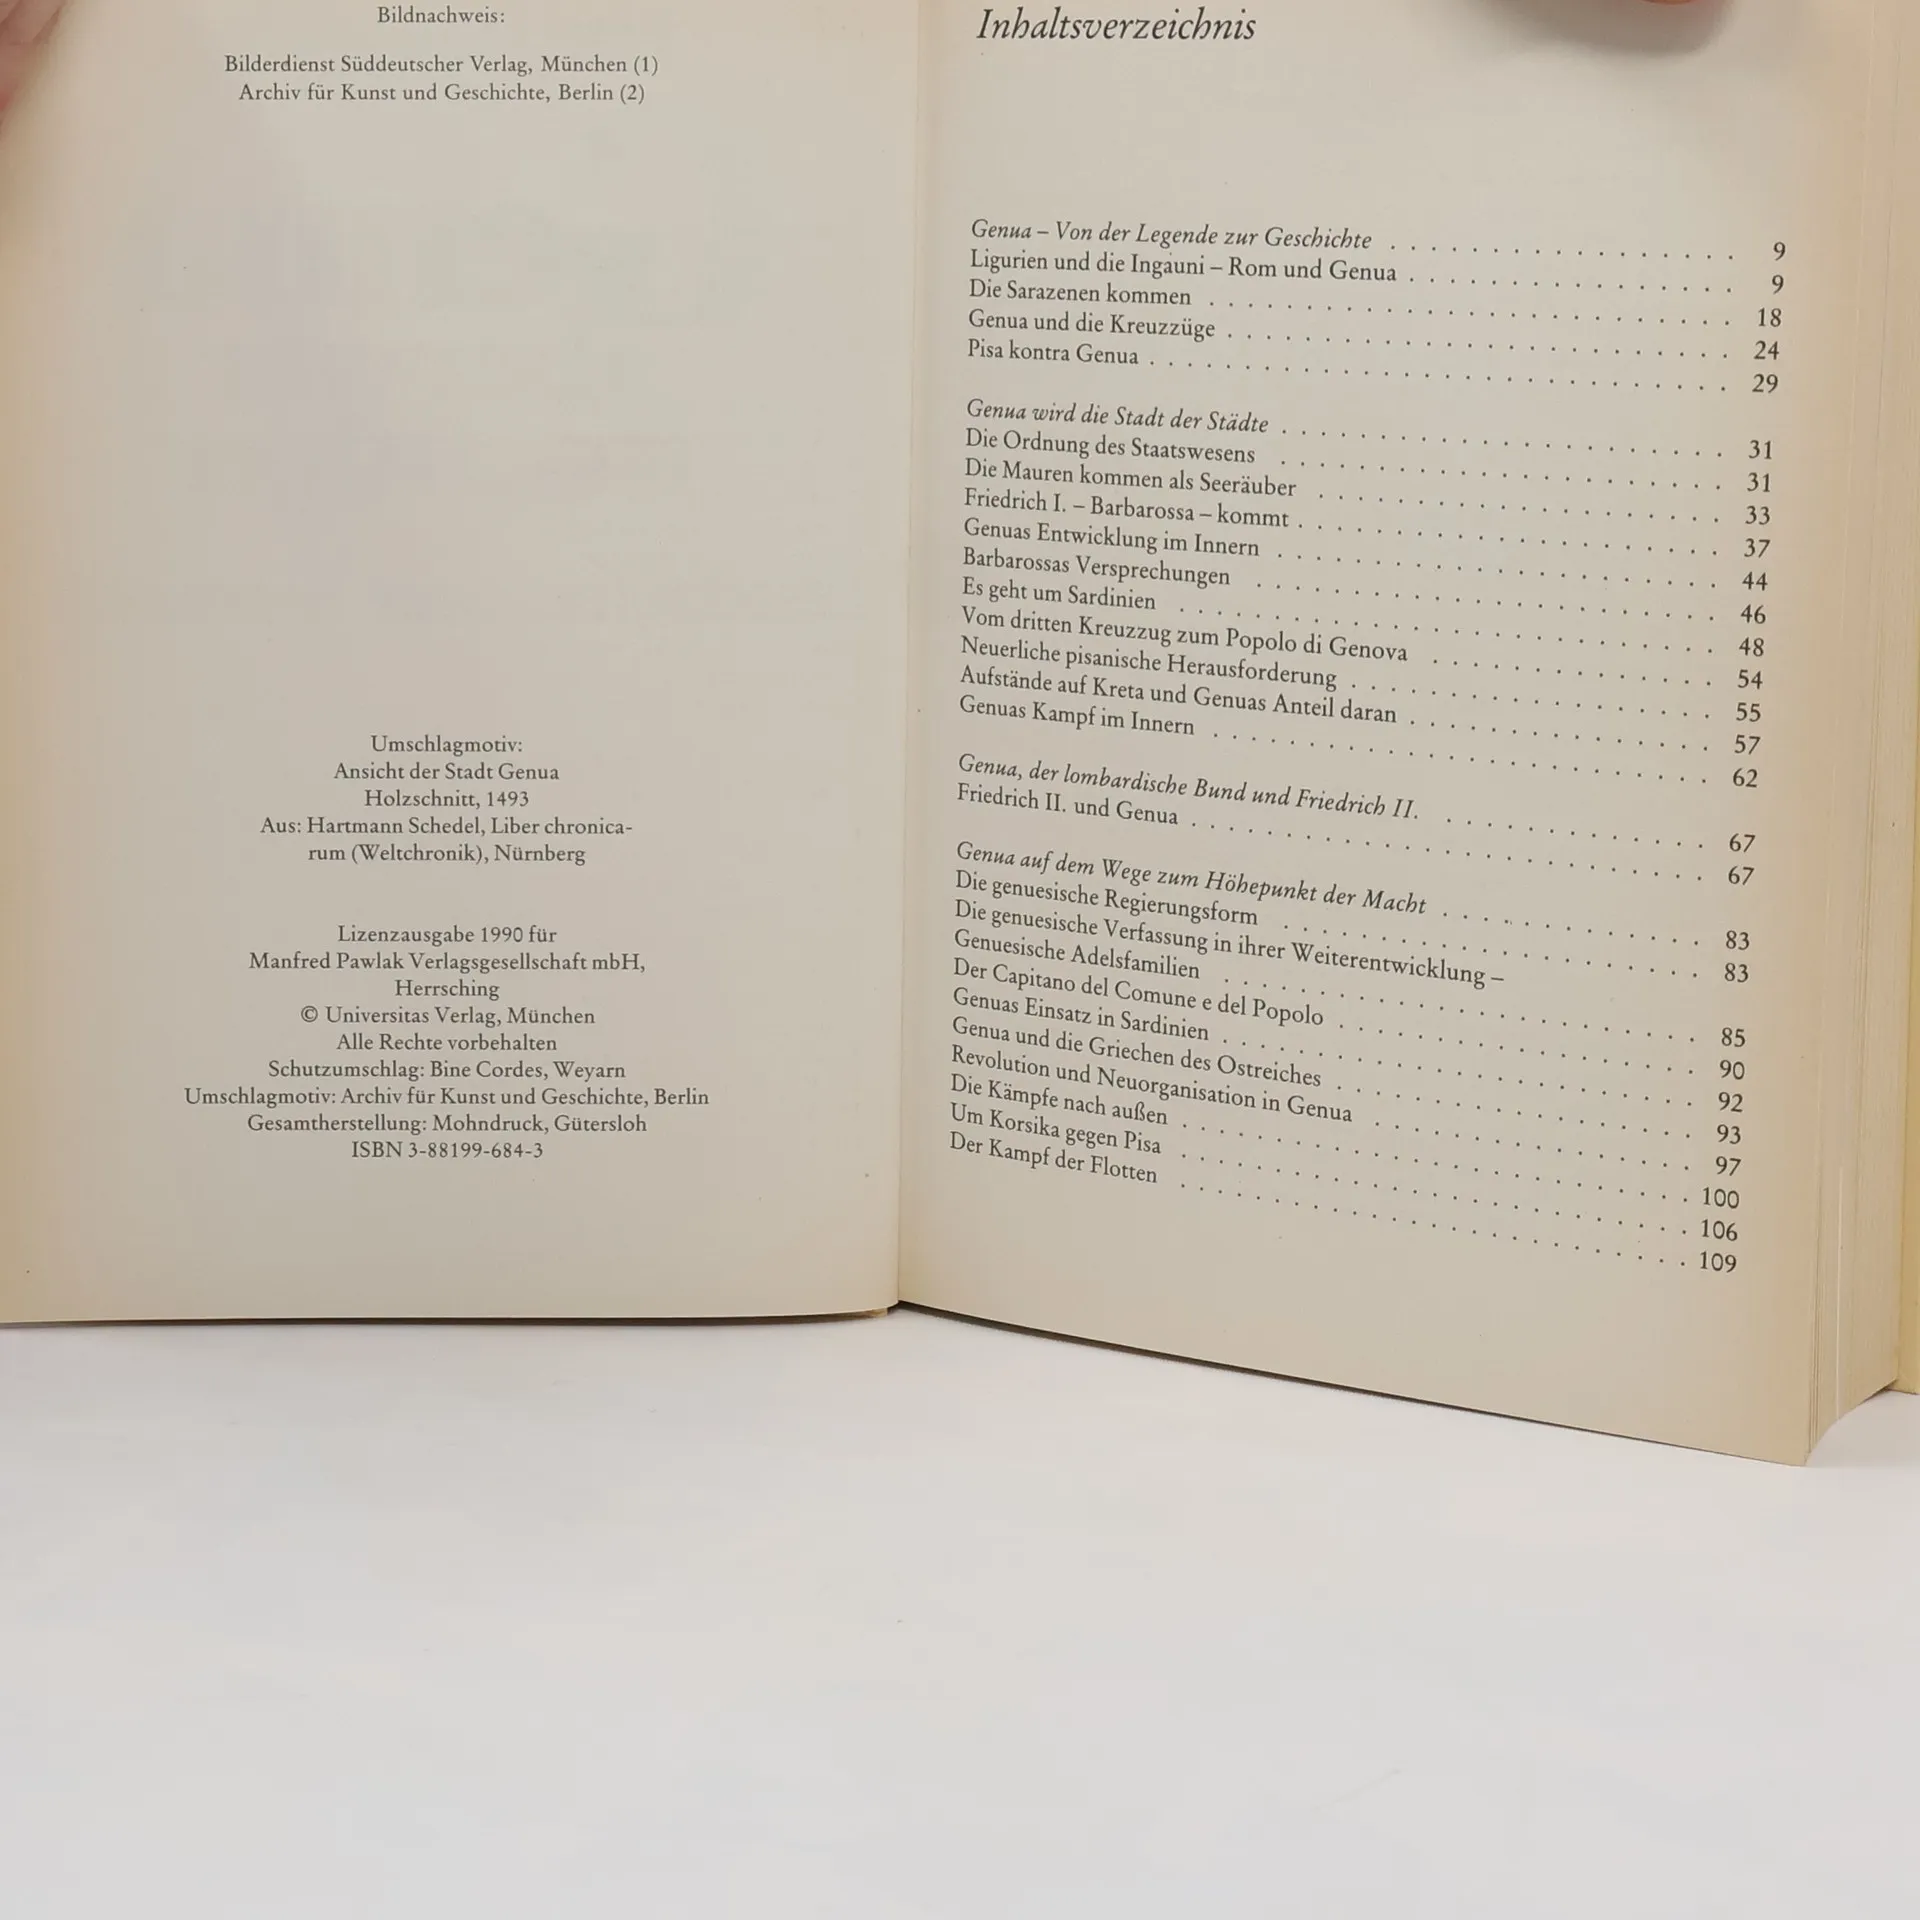 Bildnachweis:
Bilderdienst Süddeutscher Verlag, München (1)
Archiv für Kunst und Geschichte, Berlin (2)
Umschlagmotiv:
Ansicht der Stadt Genua
Holzschnitt, 1493
Aus: Hartmann Schedel, Liber chronica-
rum (Weltchronik), Nürnberg
Lizenzausgabe 1990 für
Manfred Pawlak Verlagsgesellschaft mbH,
Herrsching
© Universitas Verlag, München
Alle Rechte vorbehalten
Schutzumschlag: Bine Cordes, Weyarn
Umschlagmotiv: Archiv für Kunst und Geschichte, Berlin
Gesamtherstellung: Mohndruck, Gütersloh
ISBN 3-88199-684-3
Inhaltsverzeichnis
Genua – Von der Legende zur Geschichte . . . . . . . . . . . . . . . . 9
Ligurien und die Ingauni – Rom und Genua . . . . . . . . . . . . . . . . 9
Die Sarazenen kommen . . . . . . . . . . . . . . . . 18
Genua und die Kreuzzüge . . . . . . . . . . . . . . . . 24
Pisa kontra Genua . . . . . . . . . . . . . . . . 29
Genua wird die Stadt der Städte . . . . . . . . . . . . . . . . 31
Die Ordnung des Staatswesens . . . . . . . . . . . . . . . . 31
Die Mauren kommen als Seeräuber . . . . . . . . . . . . . . . . 33
Friedrich I. – Barbarossa – kommt . . . . . . . . . . . . . . . . 37
Genuas Entwicklung im Innern . . . . . . . . . . . . . . . . 44
Barbarossas Versprechungen . . . . . . . . . . . . . . . . 46
Es geht um Sardinien . . . . . . . . . . . . . . . . 48
Vom dritten Kreuzzug zum Popolo di Genova . . . . . . . . . . . . . . . . 54
Neuerliche pisanische Herausforderung . . . . . . . . . . . . . . . . 55
Aufstände auf Kreta und Genuas Anteil daran . . . . . . . . . . . . . . . . 57
Genuas Kampf im Innern . . . . . . . . . . . . . . . . 62
Genua, der lombardische Bund und Friedrich II. . . . . . . . . . . . . . 67
Friedrich II. und Genua . . . . . . . . . . . . . . . . 67
Genua auf dem Wege zum Höhepunkt der Macht . . . . . . . . . . . . . 83
Die genuesische Regierungsform . . . . . . . . . . . . . . . . 83
Die genuesische Verfassung in ihrer Weiterentwicklung –
Genuesische Adelsfamilien . . . . . . . . . . . . . . . . 85
Der Capitano del Comune e del Popolo . . . . . . . . . . . . . . . . 90
Genuas Einsatz in Sardinien . . . . . . . . . . . . . . . . 92
Genua und die Griechen des Ostreiches . . . . . . . . . . . . . . . . 93
Revolution und Neuorganisation in Genua . . . . . . . . . . . . . . . . 97
Die Kämpfe nach außen . . . . . . . . . . . . . . . . 100
Um Korsika gegen Pisa . . . . . . . . . . . . . . . . 106
Der Kampf der Flotten . . . . . . . . . . . . . . . . 109